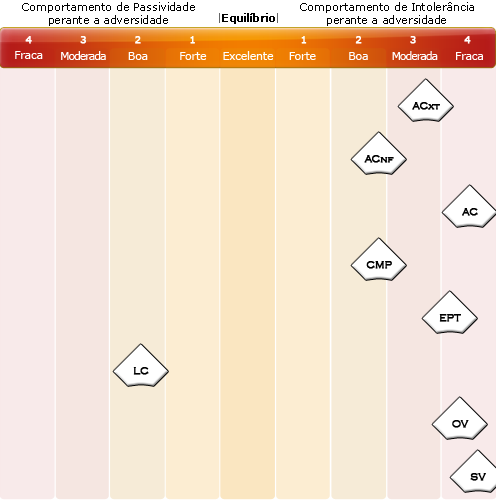 Comportamento de Passividade
perante a adversidade
|Equilíbrio|
Comportamento de Intolerância
perante a adversidade
4 3 2 1 1 2 3 4
Fraca Moderada Boa Forte Excelente Forte Boa Moderada Fraca
ACXT
ACNF
AC
CMP
EPT
LC
OV
SV